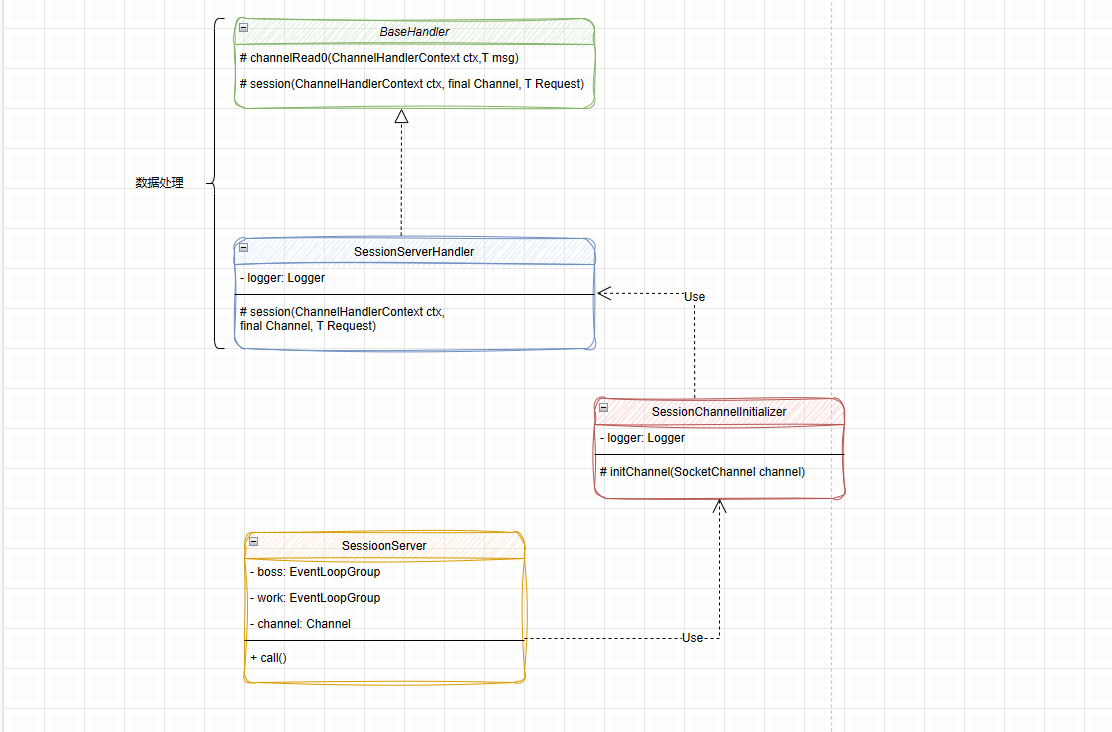 BaseHandler
# channelRead0(ChannelHandlerContext ctx,T msg)
# session(ChannelHandlerContext ctx, final Channel, T Request)
数据处理
SessionServerHandler
- logger: Logger
# session(ChannelHandlerContext ctx,
final Channel, T Request)
Use
SessionChannelInitializer
- logger: Logger
# initChannel(SocketChannel channel)
SessioonServer
- boss: EventLoopGroup
- work: EventLoopGroup
- channel: Channel
+ call()
Use